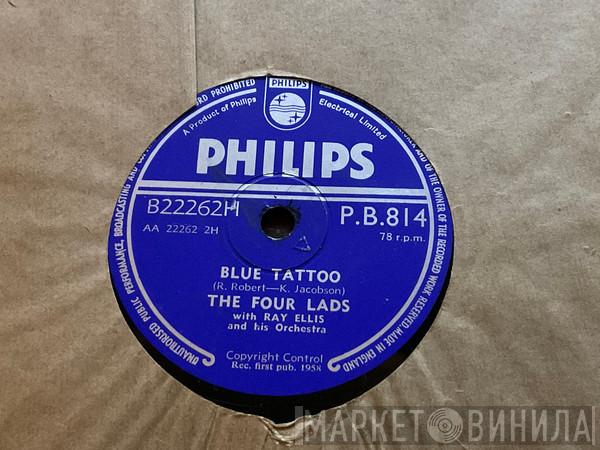 PHILIPS
A Product of Philips Electrical Limited
PHILIPS
B22262H
P.B.814
AA 22262 2H
78 r.p.m.
BLUE TATTOO
(R. Robert—K. Jacobson)
THE FOUR LADS
with RAY ELLIS
and his Orchestra
Copyright Control
Rec. first pub. 1958
UNAUTHORISED PUBLIC PERFORMANCE, BROADCASTING AND
RD PROHIBITED
AND OF THE OWNER OF THE RECORDED WORK RESERVED. MADE IN ENGLAND
МАРКЕТ ВИНИЛА